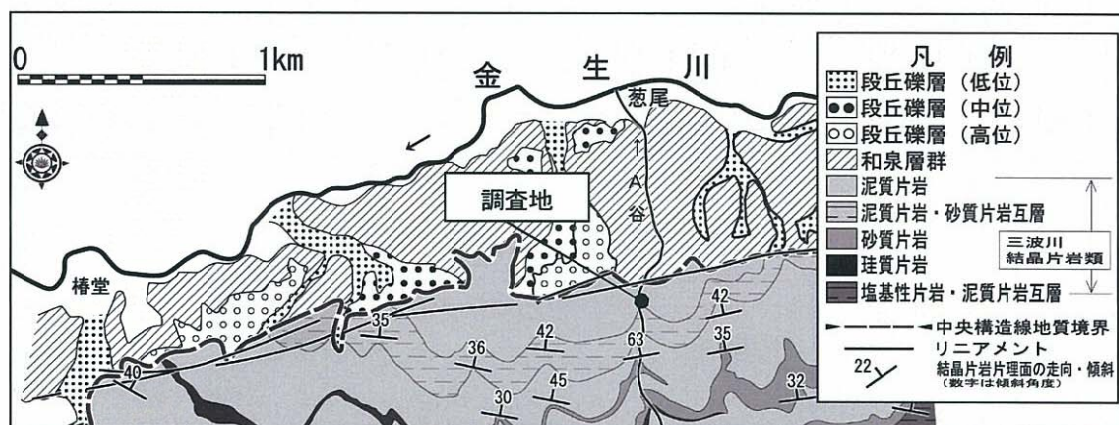 0 1km
金生川
葱尾
↑A谷
調査地
椿堂
35
42
42
35
36
63
40
45
30
32
凡例
段丘礫層（低位）
段丘礫層（中位）
段丘礫層（高位）
和泉層群
泥質片岩
泥質片岩・砂質片岩互層
砂質片岩
珪質片岩
塩基性片岩・泥質片岩互層
三波川
結晶片岩類
中央構造線地質境界
リニアメント
22
結晶片岩片理面の走向・傾斜
（数字は傾斜角度）